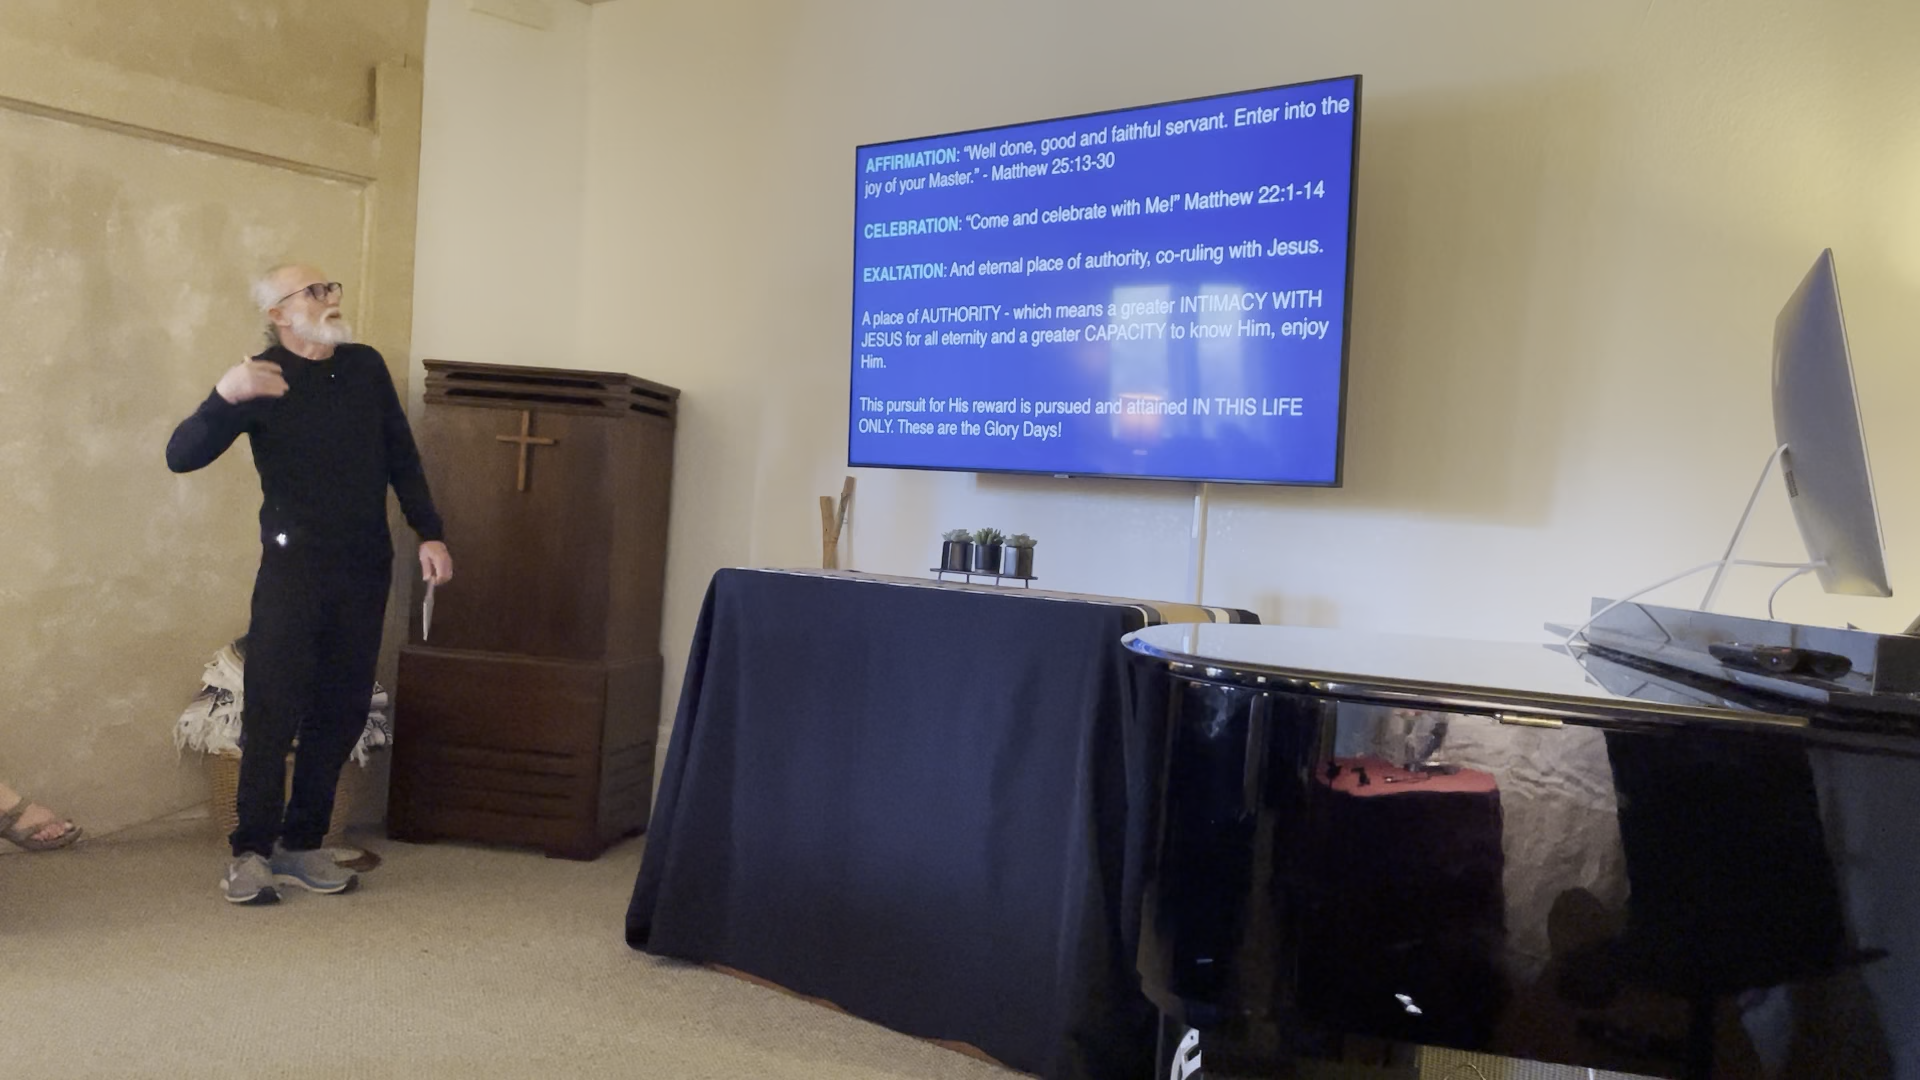 AFFIRMATION: “Well done, good and faithful servant. Enter into the
joy of your Master.” - Matthew 25:13-30
CELEBRATION: “Come and celebrate with Me!” Matthew 22:1-14
EXALTATION: And eternal place of authority, co-ruling with Jesus.
A place of AUTHORITY - which means a greater INTIMACY WITH
JESUS for all eternity and a greater CAPACITY to know Him, enjoy
Him.
This pursuit for His reward is pursued and attained IN THIS LIFE
ONLY. These are the Glory Days!